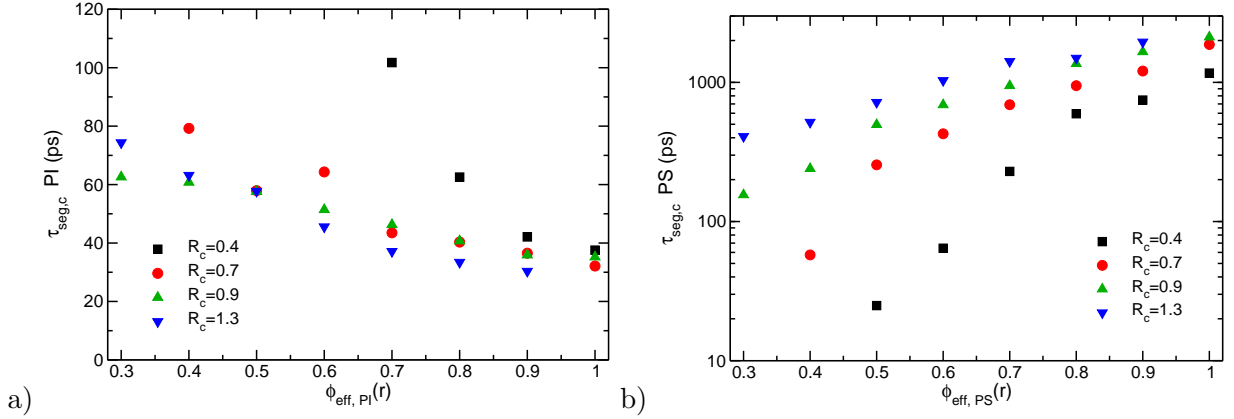 a)
τseg,c PI (ps)
120
100
80
60
40
20
0
Rc=0.4
Rc=0.7
Rc=0.9
Rc=1.3
0.3 0.4 0.5 0.6 0.7 0.8 0.9 1
ϕeff, PI(r)
b)
τseg,c PS (ps)
1000
100
10
Rc=0.4
Rc=0.7
Rc=0.9
Rc=1.3
0.3 0.4 0.5 0.6 0.7 0.8 0.9 1
ϕeff, PS(r)